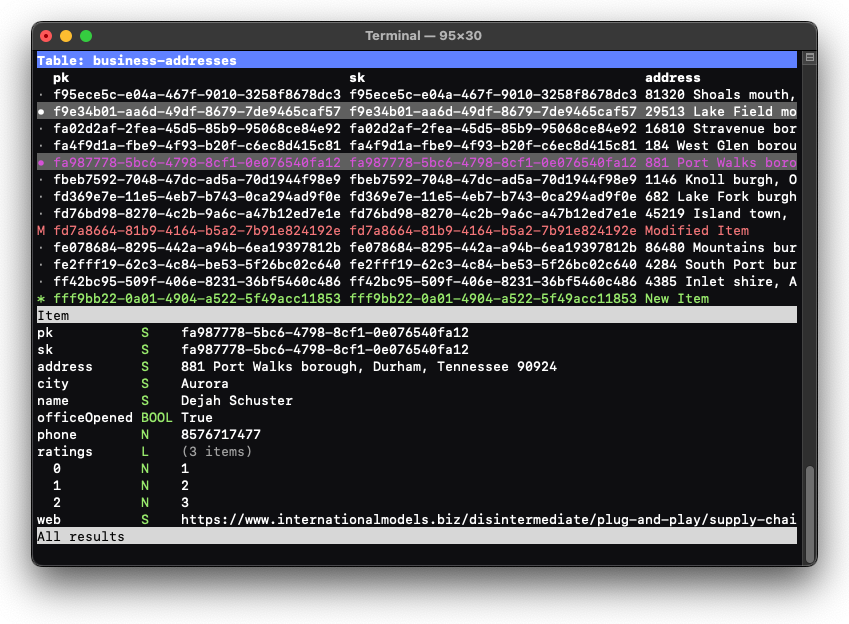 Terminal — 95×30
Table: business-addresses
pk sk address
· f95ece5c-e04a-467f-9010-3258f8678dc3 f95ece5c-e04a-467f-9010-3258f8678dc3 81320 Shoals mouth,
● f9e34b01-aa6d-49df-8679-7de9465caf57 f9e34b01-aa6d-49df-8679-7de9465caf57 29513 Lake Field mo
· fa02d2af-2fea-45d5-85b9-95068ce84e92 fa02d2af-2fea-45d5-85b9-95068ce84e92 16810 Stravenue bor
· fa4f9d1a-fbe9-4f93-b20f-c6ec8d415c81 fa4f9d1a-fbe9-4f93-b20f-c6ec8d415c81 184 West Glen borou
● fa987778-5bc6-4798-8cf1-0e076540fa12 fa987778-5bc6-4798-8cf1-0e076540fa12 881 Port Walks boro
· fbeb7592-7048-47dc-ad5a-70d1944f98e9 fbeb7592-7048-47dc-ad5a-70d1944f98e9 1146 Knoll burgh, O
· fd369e7e-11e5-4eb7-b743-0ca294ad9f0e fd369e7e-11e5-4eb7-b743-0ca294ad9f0e 682 Lake Fork burgh
· fd76bd98-8270-4c2b-9a6c-a47b12ed7e1e fd76bd98-8270-4c2b-9a6c-a47b12ed7e1e 45219 Island town,
M fd7a8664-81b9-4164-b5a2-7b91e824192e fd7a8664-81b9-4164-b5a2-7b91e824192e Modified Item
· fe078684-8295-442a-a94b-6ea19397812b fe078684-8295-442a-a94b-6ea19397812b 86480 Mountains bur
· fe2fff19-62c3-4c84-be53-5f26bc02c640 fe2fff19-62c3-4c84-be53-5f26bc02c640 4284 South Port bur
· ff42bc95-509f-406e-8231-36bf5460c486 ff42bc95-509f-406e-8231-36bf5460c486 4385 Inlet shire, A
* fff9bb22-0a01-4904-a522-5f49acc11853 fff9bb22-0a01-4904-a522-5f49acc11853 New Item
Item
pk S fa987778-5bc6-4798-8cf1-0e076540fa12
sk S fa987778-5bc6-4798-8cf1-0e076540fa12
address S 881 Port Walks borough, Durham, Tennessee 90924
city S Aurora
name S Dejah Schuster
officeOpened BOOL True
phone N 8576717477
ratings L (3 items)
0 N 1
1 N 2
2 N 3
web S https://www.internationalmodels.biz/disintermediate/plug-and-play/supply-chai
All results